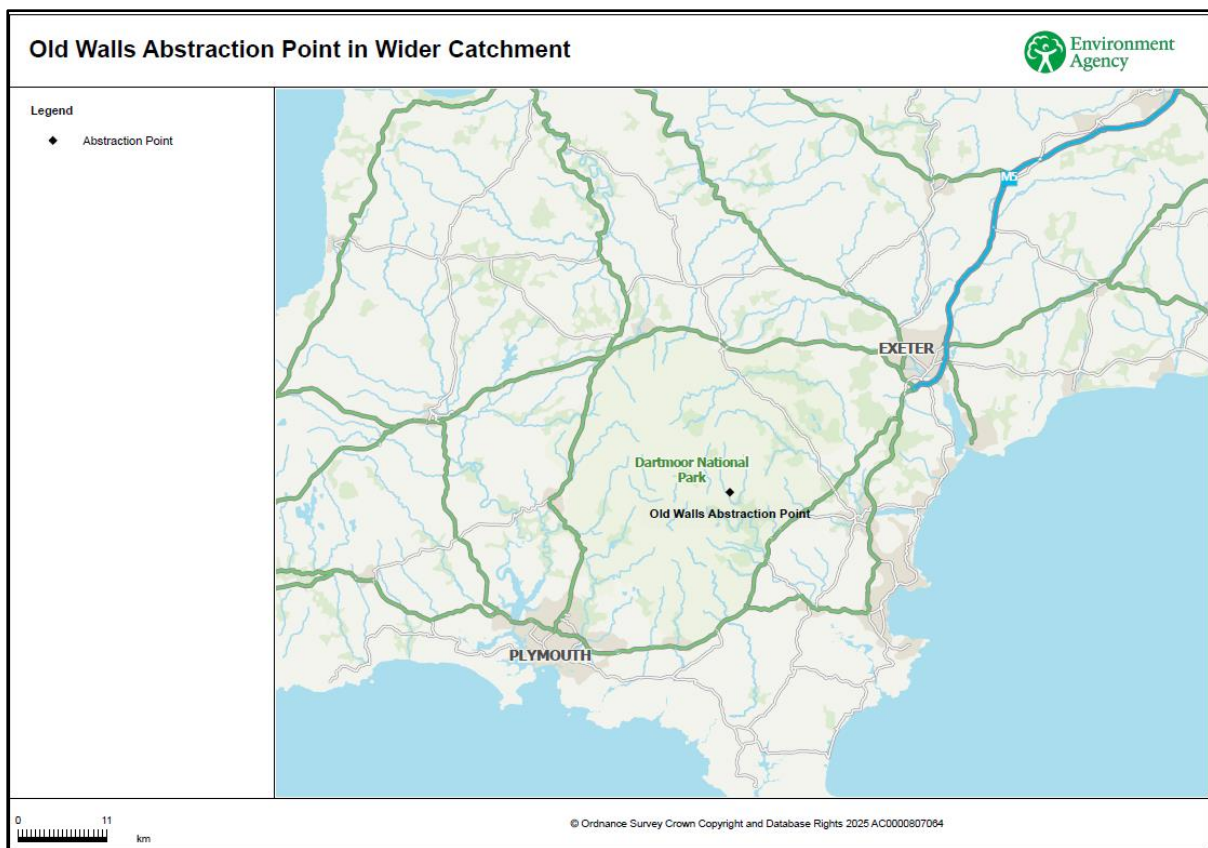 Old Walls Abstraction Point in Wider Catchment
Environment
Agency
Legend
Abstraction Point
M5
EXETER
Dartmoor National
Park
Old Walls Abstraction Point
PLYMOUTH
0 11
km
© Ordnance Survey Crown Copyright and Database Rights 2025 AC0000807064